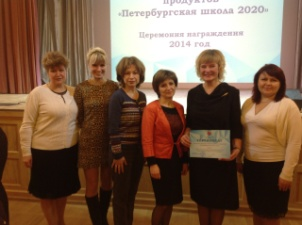 продуктов
«Петербургская школа 2020»
Церемония награждения
2014 год